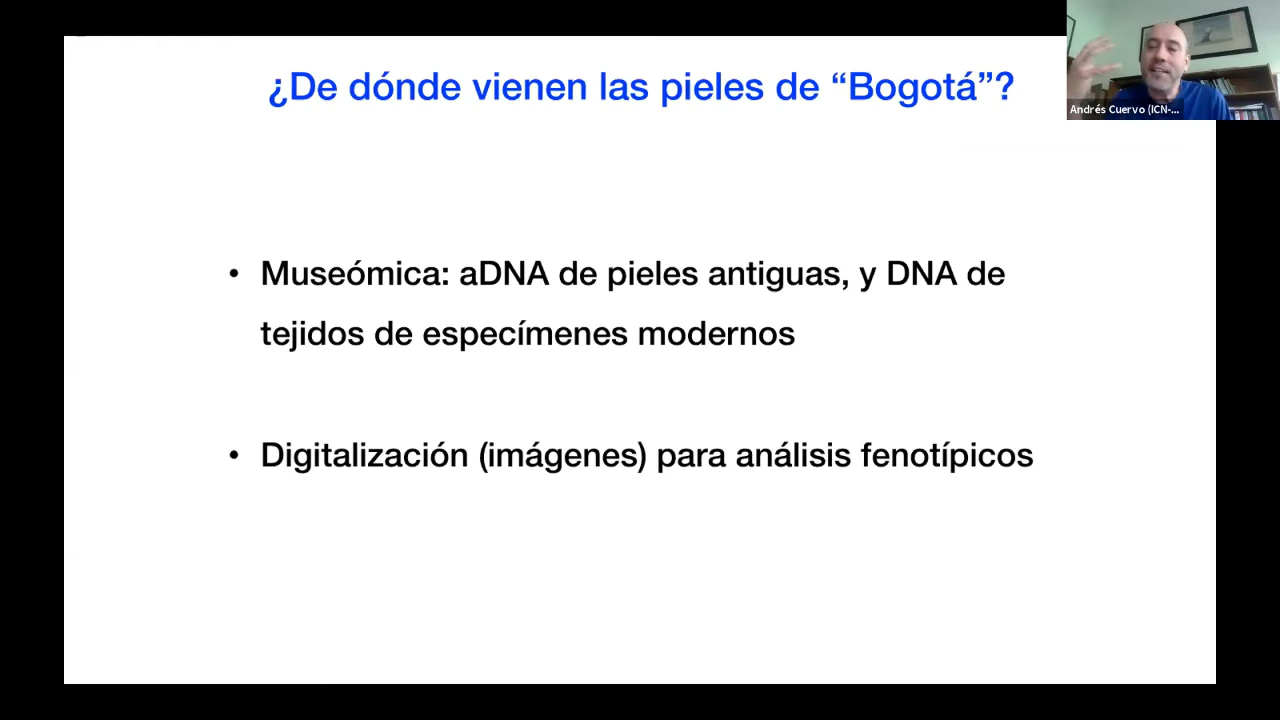 ¿De dónde vienen las pieles de “Bogotá”?
Andrés Cuervo (ICN-...
• Museómica: aDNA de pieles antiguas, y DNA de
tejidos de especímenes modernos
• Digitalización (imágenes) para análisis fenotípicos